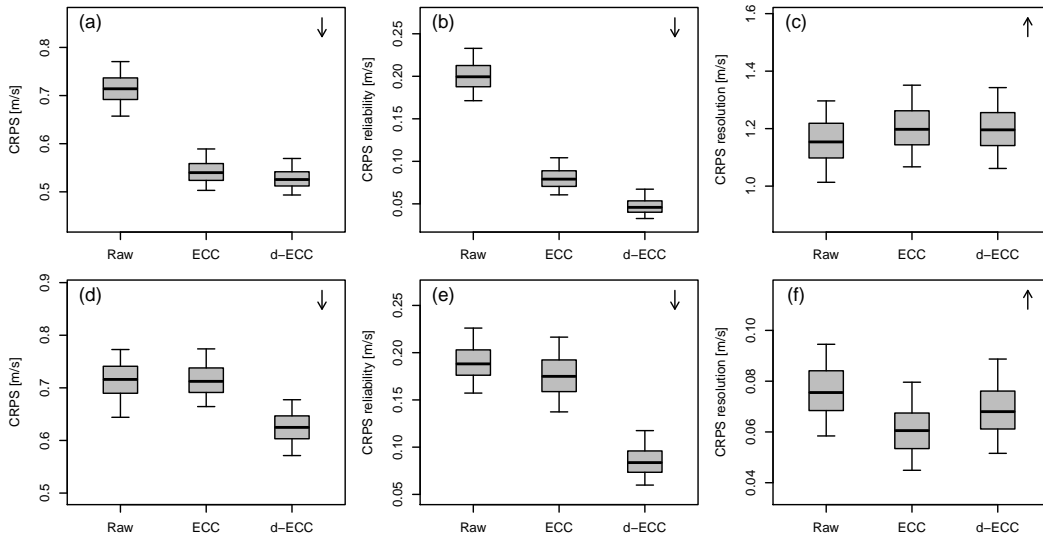 (a)
CRPS [m/s]
0.5 0.6 0.7 0.8
Raw ECC d−ECC
(b)
CRPS reliability [m/s]
0.05 0.10 0.15 0.20 0.25
Raw ECC d−ECC
(c)
CRPS resolution [m/s]
1.0 1.2 1.4 1.6
Raw ECC d−ECC
(d)
CRPS [m/s]
0.5 0.6 0.7 0.8 0.9
Raw ECC d−ECC
(e)
CRPS reliability [m/s]
0.05 0.10 0.15 0.20 0.25
Raw ECC d−ECC
(f)
CRPS resolution [m/s]
0.04 0.06 0.08 0.10
Raw ECC d−ECC